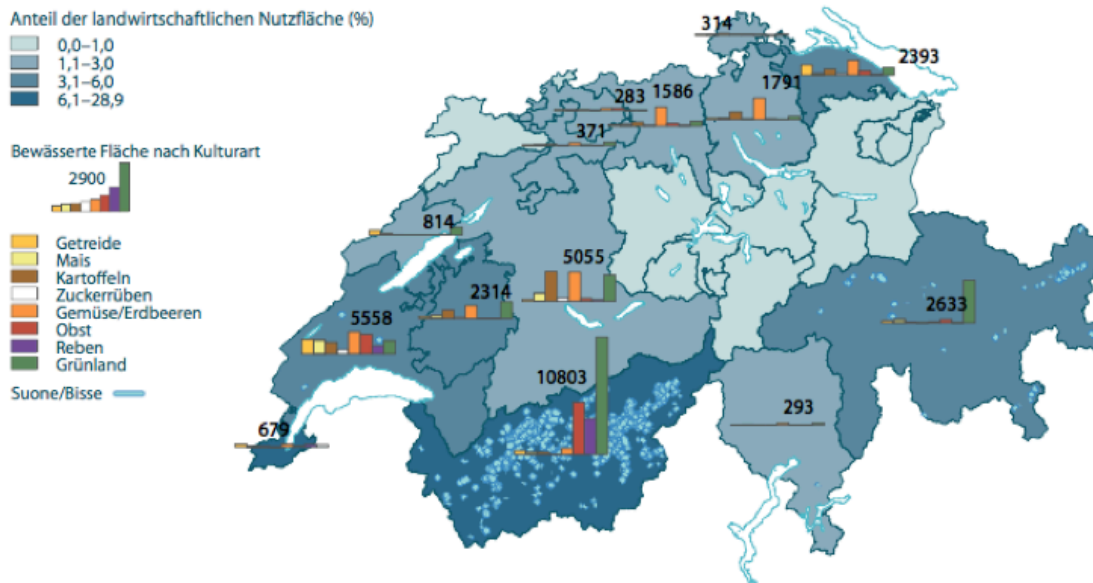 Anteil der landwirtschaftlichen Nutzfläche (%)
0,0–1,0
1,1–3,0
3,1–6,0
6,1–28,9
Bewässerte Fläche nach Kulturart
2900
Getreide
Mais
Kartoffeln
Zuckerrüben
Gemüse/Erdbeeren
Obst
Reben
Grünland
Suone/Bisse
314
2393
1791
283
1586
371
814
5055
2314
2633
5558
10803
293
679